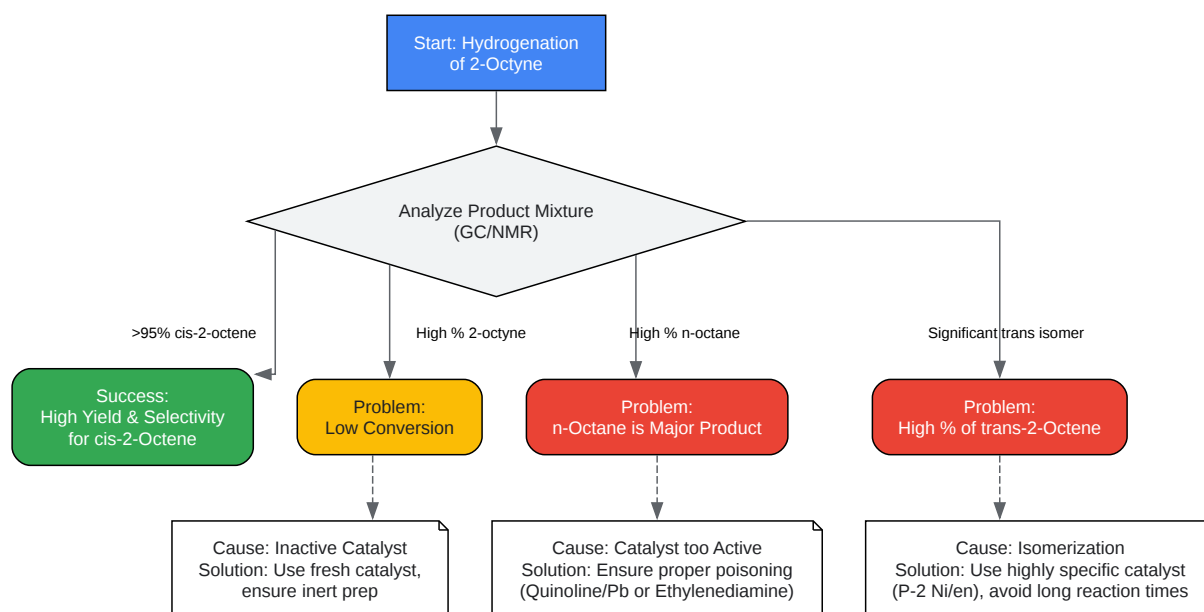 Start: Hydrogenation
of 2-Octyne
Analyze Product Mixture
(GC/NMR)
>95% cis-2-octene
High % 2-octyne
High % n-octane
Significant trans isomer
Success:
High Yield & Selectivity
for cis-2-Octene
Problem:
Low Conversion
Problem:
n-Octane is Major Product
Problem:
High % of trans-2-Octene
Cause: Inactive Catalyst
Solution: Use fresh catalyst,
ensure inert prep
Cause: Catalyst too Active
Solution: Ensure proper poisoning
(Quinoline/Pb or Ethylenediamine)
Cause: Isomerization
Solution: Use highly specific catalyst
(P-2 Ni/en), avoid long reaction times